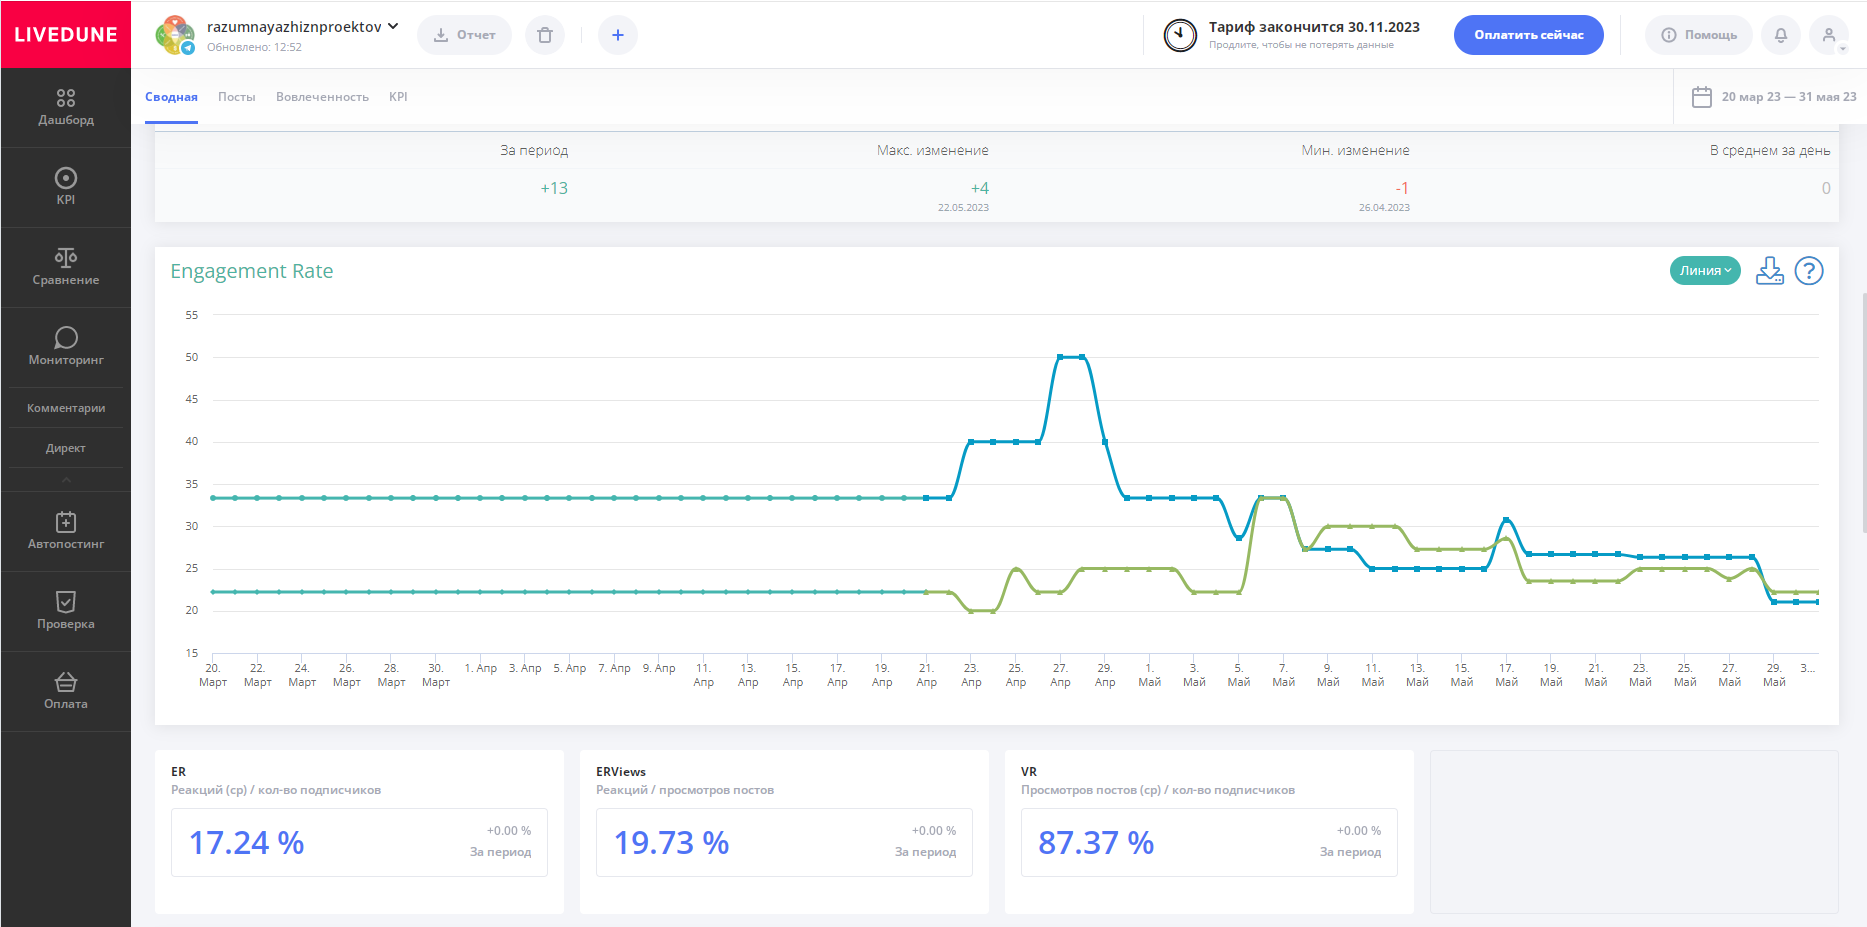 LIVEDUNE
razumnayazhiznproektov
Обновлено: 12:52
Отчет
Тариф закончится 30.11.2023
Продлите, чтобы не потерять данные
Оплатить сейчас
Помощь
Дашборд
KPI
Сравнение
Мониторинг
Комментарии
Директ
Автопостинг
Проверка
Оплата
Сводная Посты Вовлеченность KPI
20 мар 23 — 31 мая 23
За период Макс. изменение Мин. изменение В среднем за день
+13 +4 -1 0
22.05.2023 26.04.2023
Engagement Rate
Линия
?
55
50
45
40
35
30
25
20
15
20. Март 22. Март 24. Март 26. Март 28. Март 30. Март 1. Апр 3. Апр 5. Апр 7. Апр 9. Апр 11. Апр 13. Апр 15. Апр 17. Апр 19. Апр 21. Апр 23. Апр 25. Апр 27. Апр 29. Апр 1. Май 3. Май 5. Май 7. Май 9. Май 11. Май 13. Май 15. Май 17. Май 19. Май 21. Май 23. Май 25. Май 27. Май 29. Май 3...
ER
Реакций (ср) / кол-во подписчиков
17.24 %
+0.00 %
За период
ERViews
Реакций / просмотров постов
19.73 %
+0.00 %
За период
VR
Просмотров постов (ср) / кол-во подписчиков
87.37 %
+0.00 %
За период